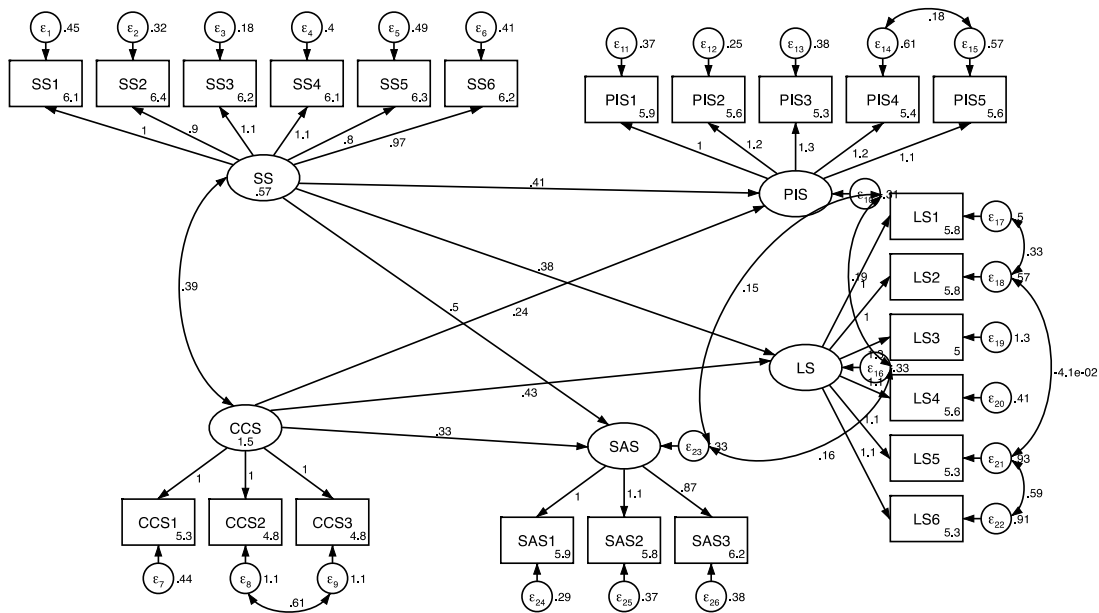 ε1 .45 ε2 .32 ε3 .18 ε4 .4 ε5 .49 ε6 .41
SS1 6.1 SS2 6.4 SS3 6.2 SS4 6.1 SS5 6.3 SS6 6.2
1 .9 1.1 1.1 .8 .97
SS .57
.18
ε11 .37 ε12 .25 ε13 .38 ε14 .61 ε15 .57
PIS1 5.9 PIS2 5.6 PIS3 5.3 PIS4 5.4 PIS5 5.6
1 1.2 1.3 1.2 1.1
.41
PIS
.31
LS1 5.8 ε17 .5
.33
LS2 5.8 ε18 .57
LS3 5 ε19 1.3
LS4 5.6 ε20 .41
LS5 5.3 ε21 .93
LS6 5.3 ε22 .91
-4.1e-02
.59
.39
.38
.15
.19
1
1
.5
.24
LS
1.3
ε16 .33
1.1
1.1
1.1
.43
CCS 1.5
.33
SAS
ε23 .33
.16
1 1 1
CCS1 5.3 CCS2 4.8 CCS3 4.8
ε7 .44 ε8 1.1 ε9 1.1
.61
1 1.1 .87
SAS1 5.9 SAS2 5.8 SAS3 6.2
ε24 .29 ε25 .37 ε26 .38